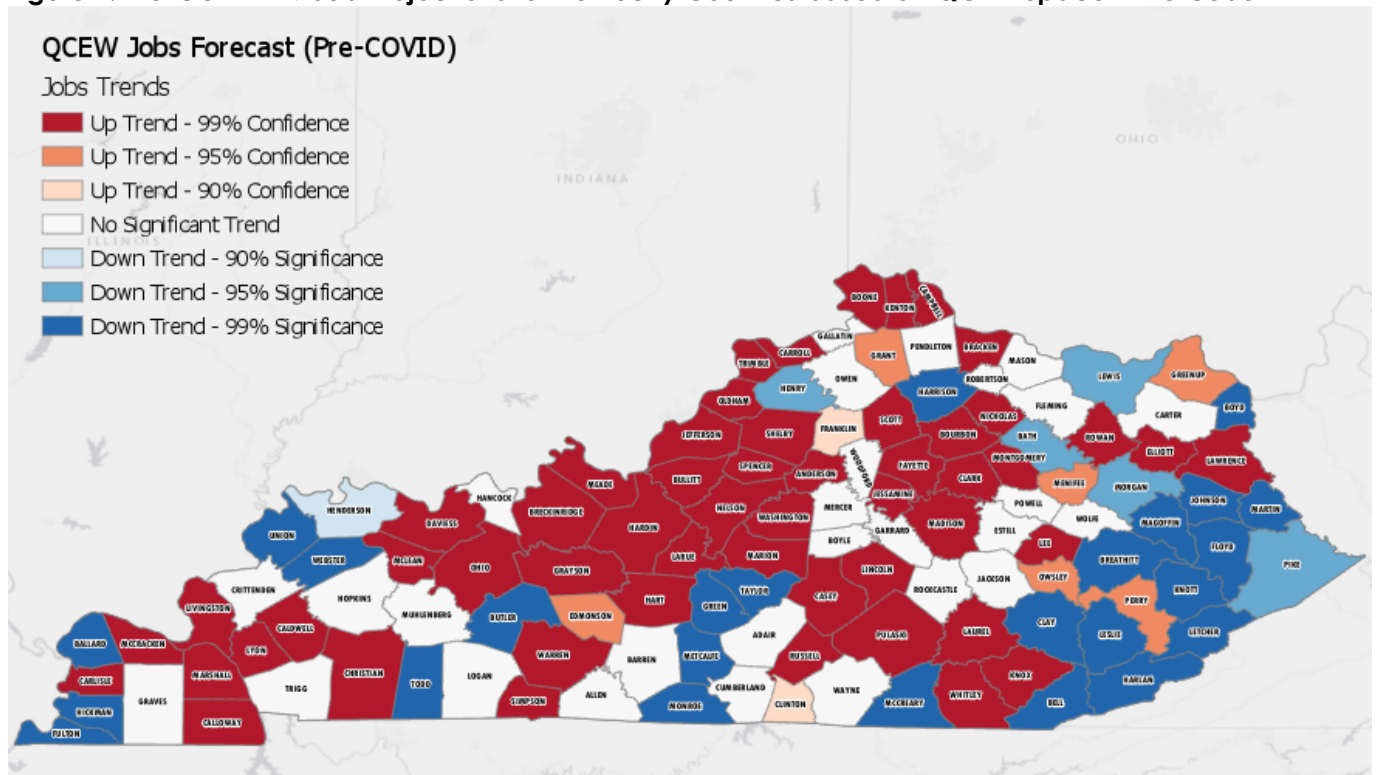 QCEW Jobs Forecast (Pre-COVID)
Jobs Trends
Up Trend - 99% Confidence
Up Trend - 95% Confidence
Up Trend - 90% Confidence
No Significant Trend
Down Trend - 90% Significance
Down Trend - 95% Significance
Down Trend - 99% Significance
ILLINOIS
INDIANA
OHIO
BOONE
KENTON
CAMPBELL
GALLATIN
GRANT
PENDLETON
BRACKEN
MASON
TRIMBLE
CARROLL
OWEN
ROBERTSON
LEWIS
GREENUP
HENRY
HARRISON
OLDHAM
FLEMING
CARTER
BOYD
NICHOLAS
SCOTT
FRANKLIN
JEFFERSON
SHELBY
BOURBON
BATH
ROWAN
ELLIOTT
LAWRENCE
MONTGOMERY
SPENCER
ANDERSON
WOODFORD
FAYETTE
CLARK
MENIFEE
MORGAN
BULLITT
MEADE
JESSAMINE
HANCOCK
JOHNSON
MARTIN
POWELL
MERCER
NELSON
WASHINGTON
HENDERSON
BRECKINRIDGE
DAVIESS
HARDIN
MADISON
WOLFE
MAGOFFIN
GARRARD
ESTILL
UNION
BOYLE
LEE
FLOYD
LARUE
MARION
WEBSTER
MCLEAN
OHIO
GRAYSON
LINCOLN
BREATHITT
PIKE
JACKSON
OWSLEY
CRITTENDEN
HOPKINS
ROCKCASTLE
KNOTT
TAYLOR
CASEY
HART
PERRY
LIVINGSTON
MUHLENBERG
BUTLER
EDMONSON
GREEN
CLAY
CALDWELL
ADAIR
PULASKI
LAUREL
LESLIE
LETCHER
BALLARD
MCCRACKEN
LYON
WARREN
BARREN
METCALFE
RUSSELL
CHRISTIAN
MARSHALL
KNOX
HARLAN
CARLISLE
TODD
LOGAN
TRIGG
CUMBERLAND
WAYNE
WHITLEY
ALLEN
GRAVES
SIMPSON
MONROE
CLINTON
MCCREARY
BELL
HICKMAN
CALLOWAY
FULTON